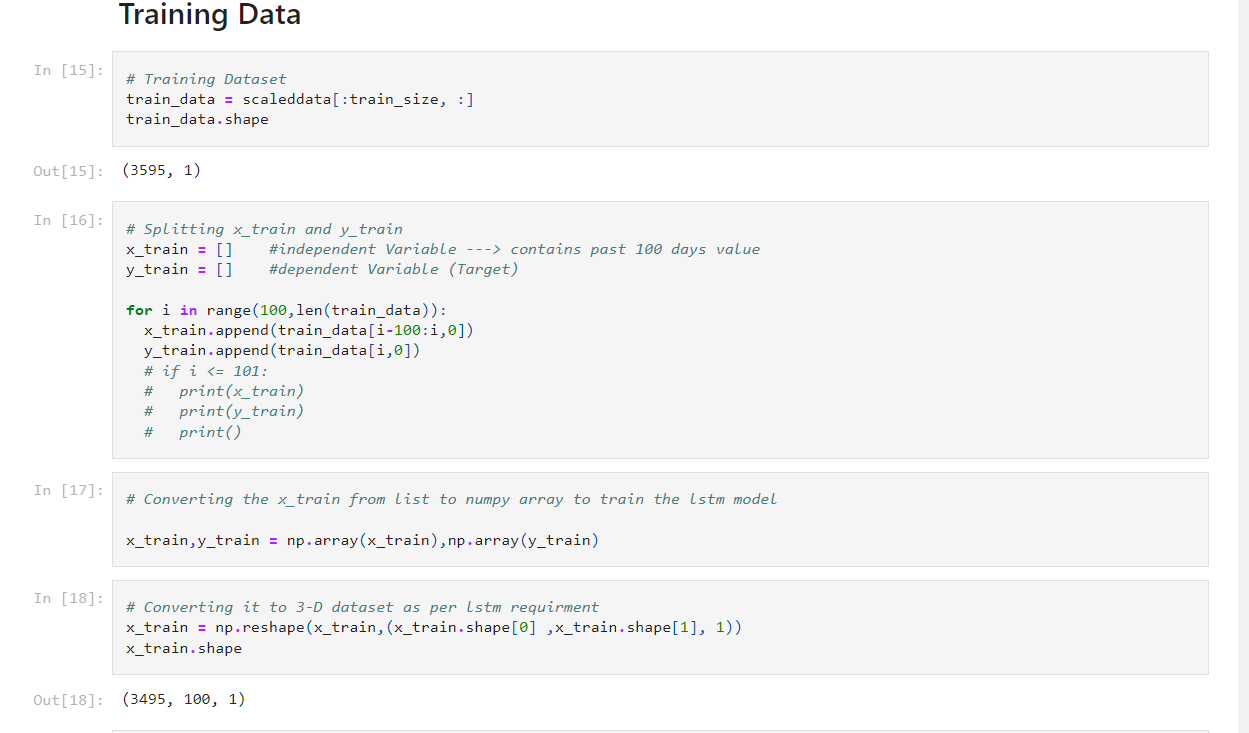 Training Data
In [15]:
# Training Dataset
train_data = scaleddata[:train_size, :]
train_data.shape
Out[15]:
(3595, 1)
In [16]:
# Splitting x_train and y_train
x_train = []    #independent Variable ---> contains past 100 days value
y_train = []    #dependent Variable (Target)
for i in range(100,len(train_data)):
  x_train.append(train_data[i-100:i,0])
  y_train.append(train_data[i,0])
  # if i <= 101:
  #   print(x_train)
  #   print(y_train)
  #   print()
In [17]:
# Converting the x_train from list to numpy array to train the lstm model
x_train,y_train = np.array(x_train),np.array(y_train)
In [18]:
# Converting it to 3-D dataset as per lstm requirment
x_train = np.reshape(x_train,(x_train.shape[0] ,x_train.shape[1], 1))
x_train.shape
Out[18]:
(3495, 100, 1)